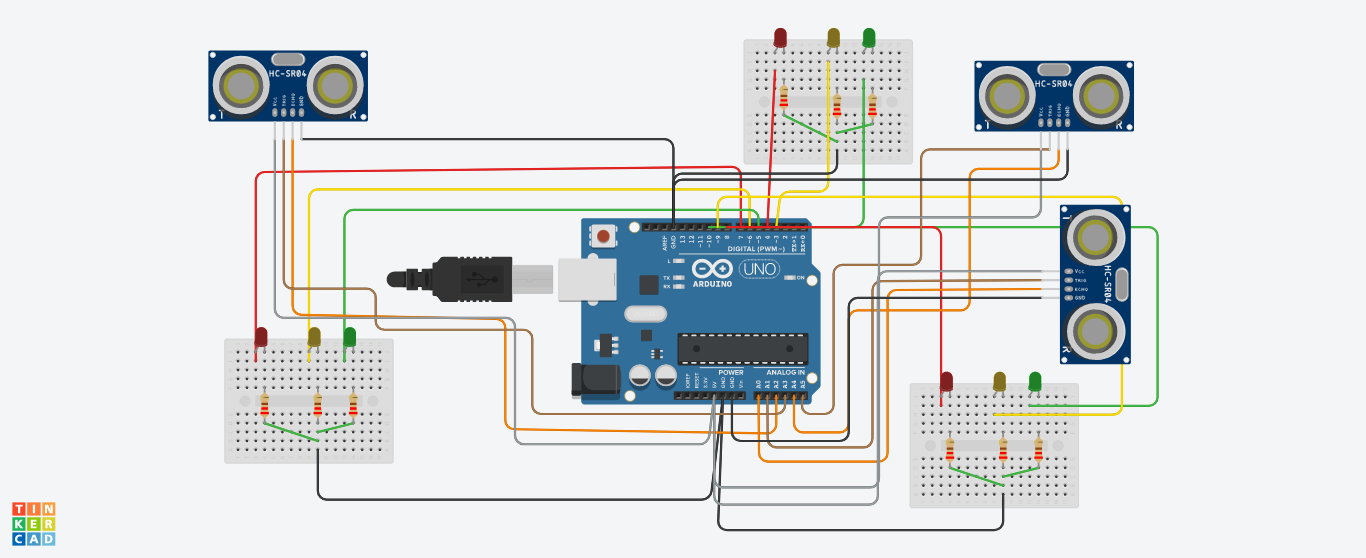 HC-SR04
Vcc
TRIG
ECHO
GND
T
R
HC-SR04
Vcc
TRIG
ECHO
GND
T
R
AREF
GND
13
12
~11
~10
~9
8
7
~6
~5
4
~3
2
TX→1
RX←0
DIGITAL (PWM~)
L
TX
RX
ARDUINO
UNO
ON
HC-SR04
Vcc
TRIG
ECHO
GND
T
R
POWER
ANALOG IN
IOREF
RESET
3.3V
5V
GND
GND
Vin
A0
A1
A2
A3
A4
A5
TIN
KER
CAD